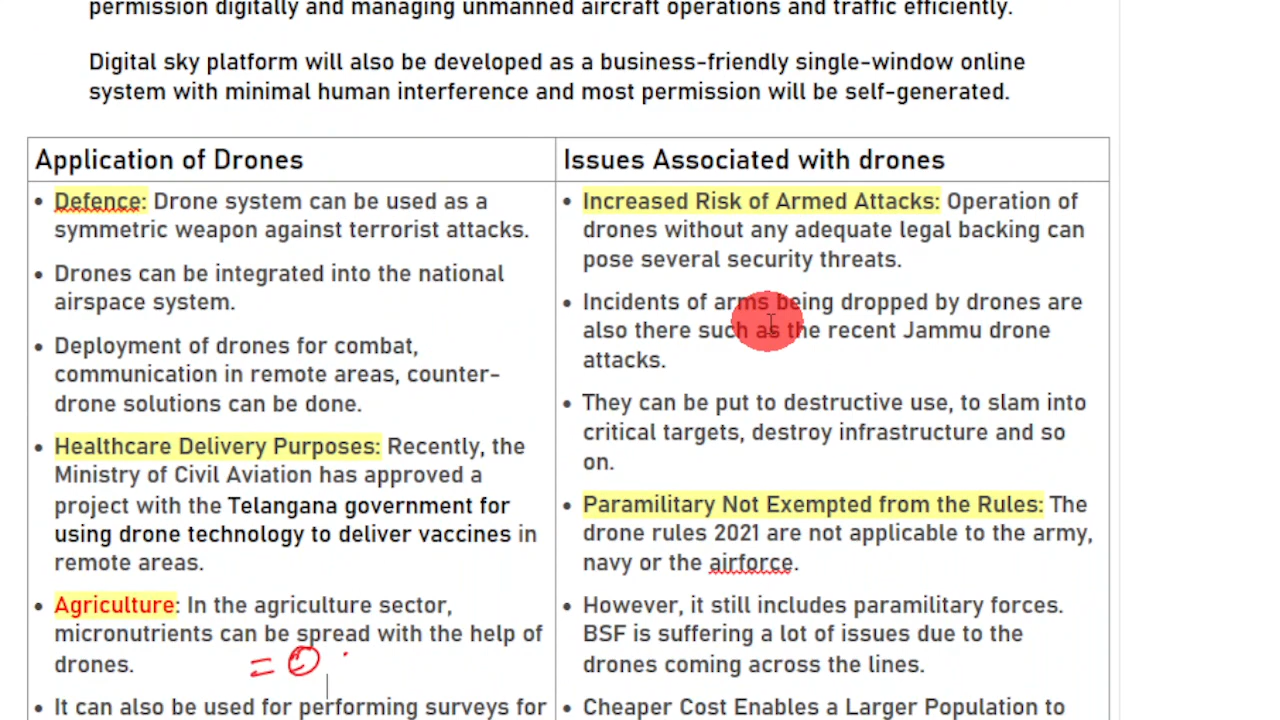 permission digitally and managing unmanned aircraft operations and traffic efficiently.
Digital sky platform will also be developed as a business-friendly single-window online
system with minimal human interference and most permission will be self-generated.
Application of Drones
• Defence: Drone system can be used as a
symmetric weapon against terrorist attacks.
• Drones can be integrated into the national
airspace system.
• Deployment of drones for combat,
communication in remote areas, counter-
drone solutions can be done.
• Healthcare Delivery Purposes: Recently, the
Ministry of Civil Aviation has approved a
project with the Telangana government for
using drone technology to deliver vaccines in
remote areas.
• Agriculture: In the agriculture sector,
micronutrients can be spread with the help of
drones.
• It can also be used for performing surveys for
Issues Associated with drones
• Increased Risk of Armed Attacks: Operation of
drones without any adequate legal backing can
pose several security threats.
• Incidents of arms being dropped by drones are
also there such as the recent Jammu drone
attacks.
• They can be put to destructive use, to slam into
critical targets, destroy infrastructure and so
on.
• Paramilitary Not Exempted from the Rules: The
drone rules 2021 are not applicable to the army,
navy or the airforce.
• However, it still includes paramilitary forces.
BSF is suffering a lot of issues due to the
drones coming across the lines.
• Cheaper Cost Enables a Larger Population to